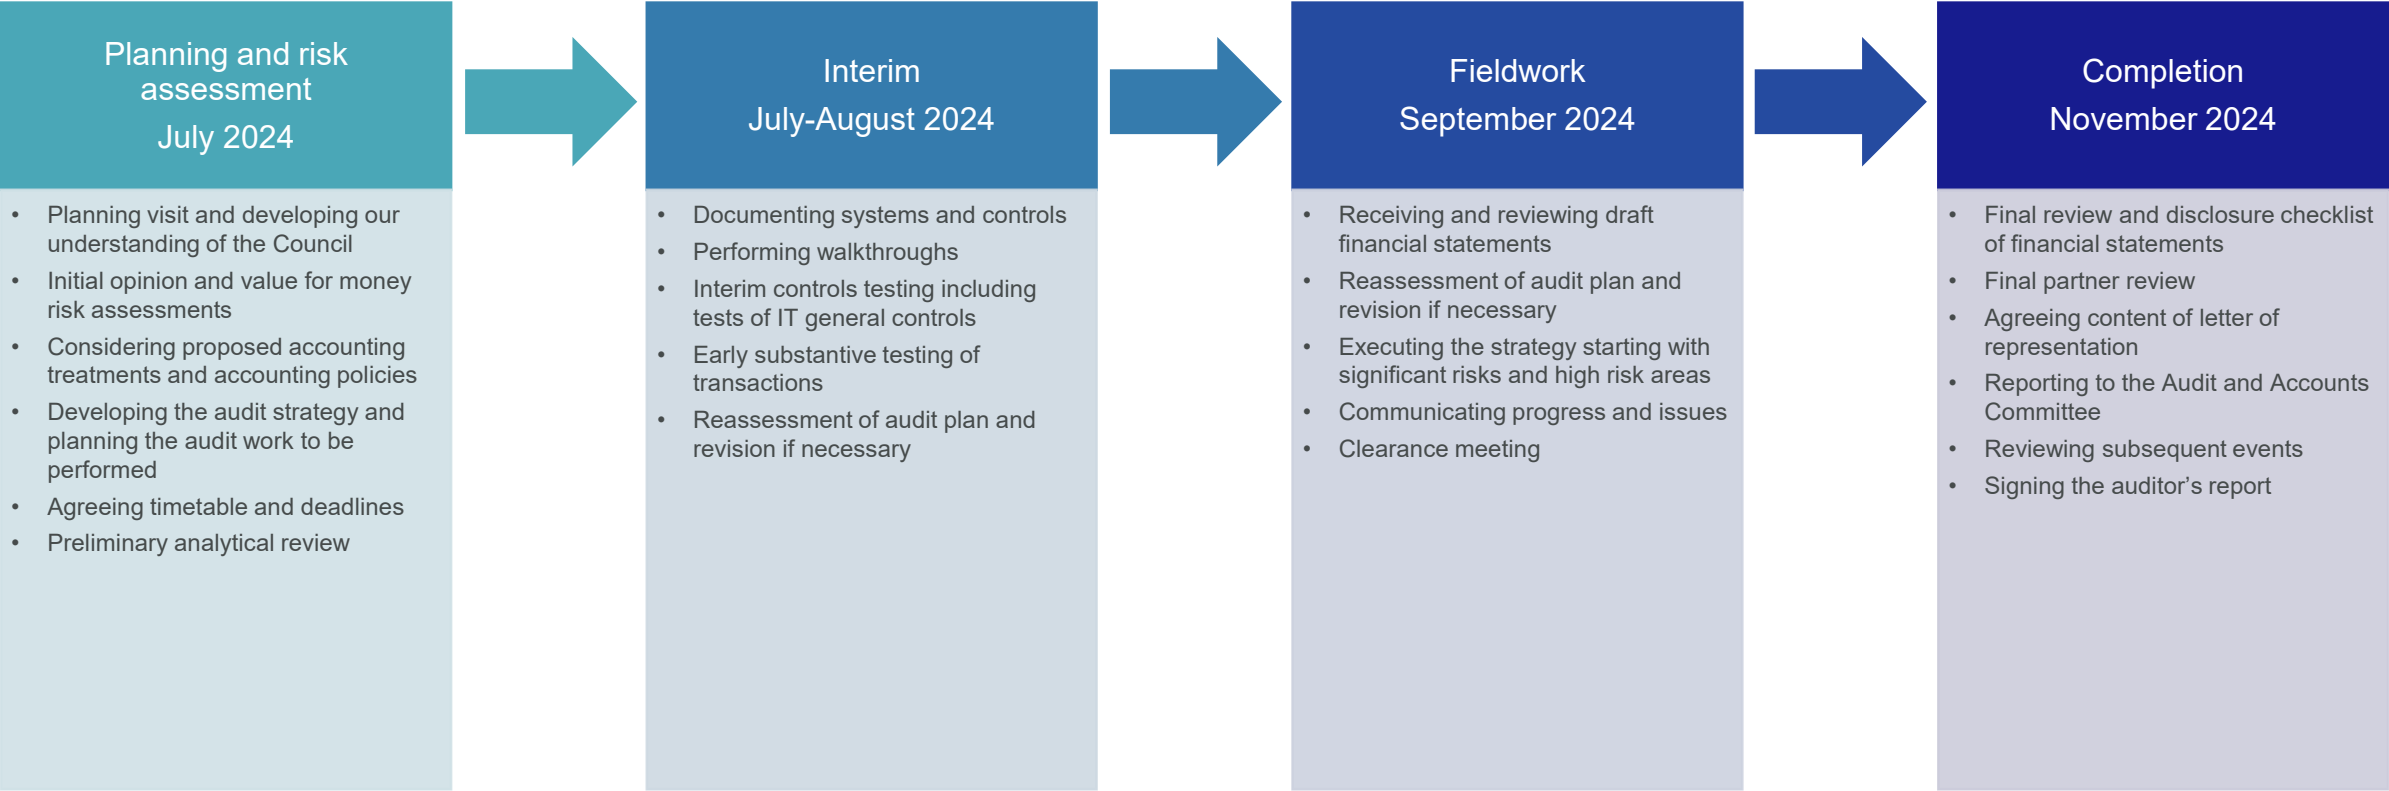 Planning and risk
assessment
July 2024
• Planning visit and developing our
understanding of the Council
• Initial opinion and value for money
risk assessments
• Considering proposed accounting
treatments and accounting policies
• Developing the audit strategy and
planning the audit work to be
performed
• Agreeing timetable and deadlines
• Preliminary analytical review
Interim
July-August 2024
• Documenting systems and controls
• Performing walkthroughs
• Interim controls testing including
tests of IT general controls
• Early substantive testing of
transactions
• Reassessment of audit plan and
revision if necessary
Fieldwork
September 2024
• Receiving and reviewing draft
financial statements
• Reassessment of audit plan and
revision if necessary
• Executing the strategy starting with
significant risks and high risk areas
• Communicating progress and issues
• Clearance meeting
Completion
November 2024
• Final review and disclosure checklist
of financial statements
• Final partner review
• Agreeing content of letter of
representation
• Reporting to the Audit and Accounts
Committee
• Reviewing subsequent events
• Signing the auditor’s report